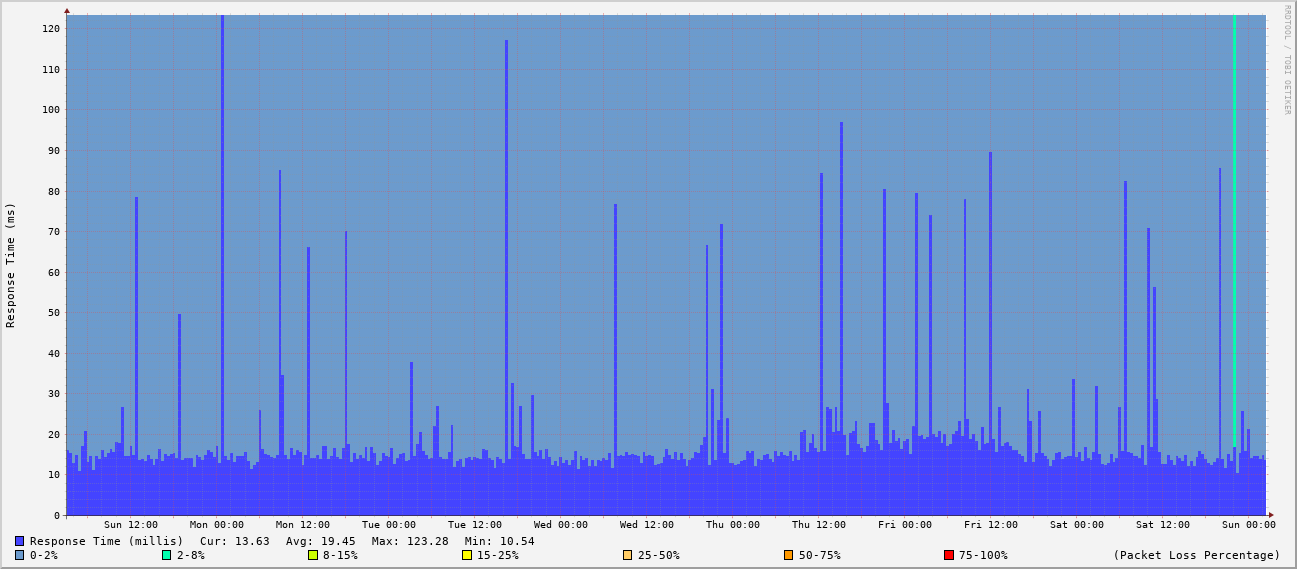 RRDTOOL / TOBI OETIKER
Response Time (ms)
120
110
100
90
80
70
60
50
40
30
20
10
0
Sun 12:00 Mon 00:00 Mon 12:00 Tue 00:00 Tue 12:00 Wed 00:00 Wed 12:00 Thu 00:00 Thu 12:00 Fri 00:00 Fri 12:00 Sat 00:00 Sat 12:00 Sun 00:00
Response Time (millis) Cur: 13.63 Avg: 19.45 Max: 123.28 Min: 10.54
0-2% 2-8% 8-15% 15-25% 25-50% 50-75% 75-100% (Packet Loss Percentage)